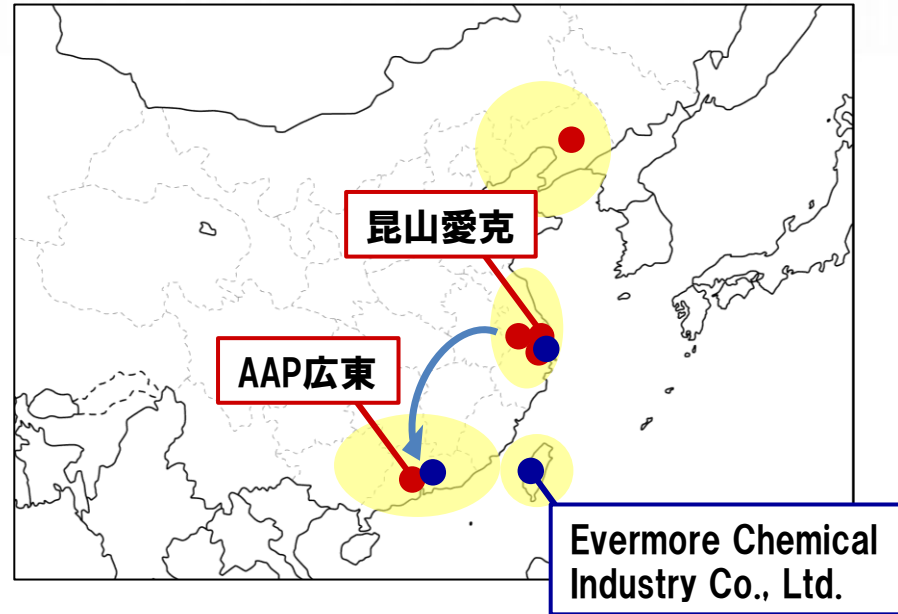 昆山愛克
AAP広東
Evermore Chemical
Industry Co., Ltd.